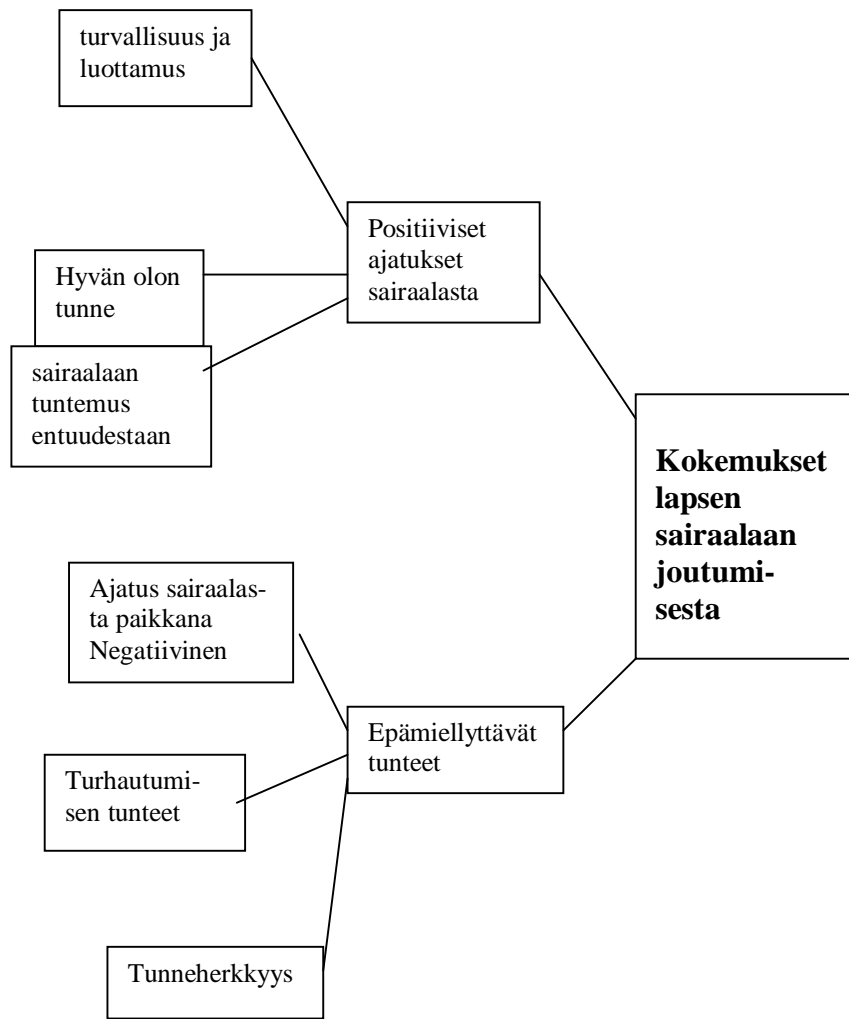 turvallisuus ja
luottamus
Positiiviset
ajatukset
sairaalasta
Hyvän olon
tunne
sairaalaan
tuntemus
entuudestaan
Kokemukset
lapsen
sairaalaan
joutumi-
sesta
Ajatus sairaalas-
ta paikkana
Negatiivinen
Epämiellyttävät
tunteet
Turhautumi-
sen tunteet
Tunneherkkyys